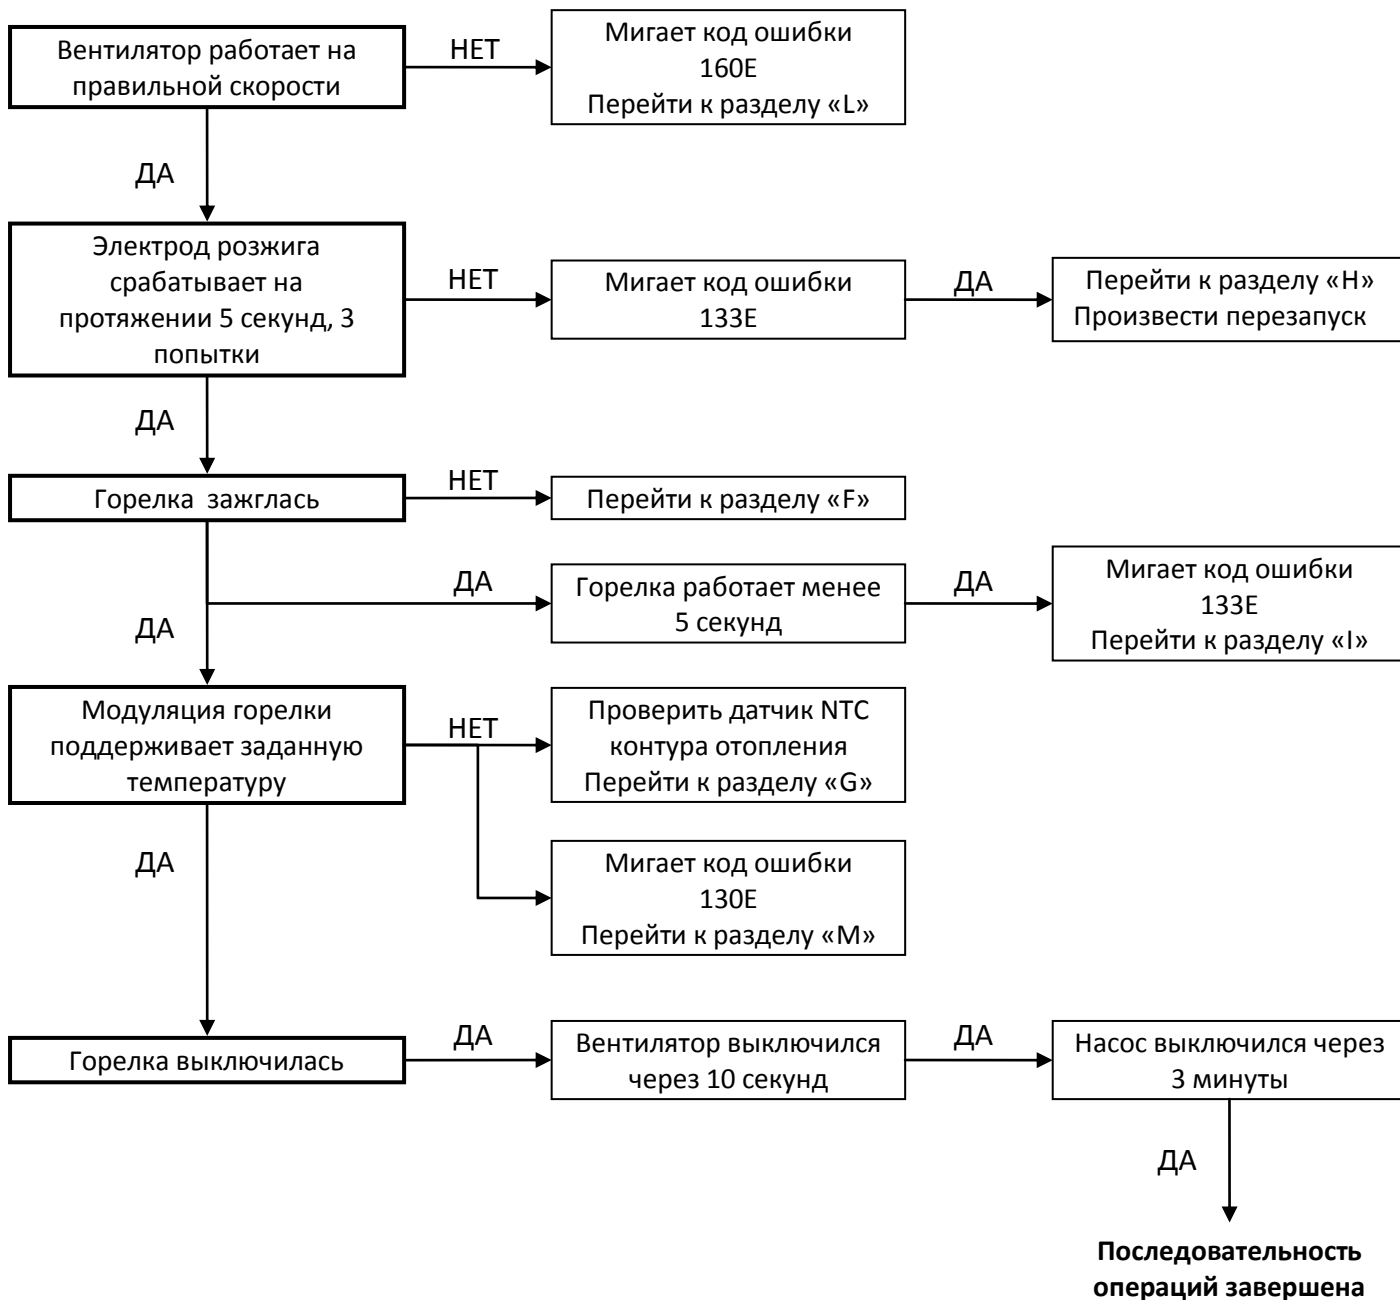 Вентилятор работает на
правильной скорости
НЕТ
Мигает код ошибки
160E
Перейти к разделу «L»
ДА
Электрод розжига
срабатывает на
протяжении 5 секунд, 3
попытки
НЕТ
Мигает код ошибки
133E
ДА
Перейти к разделу «H»
Произвести перезапуск
ДА
Горелка зажглась
НЕТ
Перейти к разделу «F»
ДА
Горелка работает менее
5 секунд
ДА
Мигает код ошибки
133E
Перейти к разделу «I»
ДА
Модуляция горелки
поддерживает заданную
температуру
НЕТ
Проверить датчик NTC
контура отопления
Перейти к разделу «G»
Мигает код ошибки
130E
Перейти к разделу «M»
ДА
Горелка выключилась
ДА
Вентилятор выключился
через 10 секунд
ДА
Насос выключился через
3 минуты
ДА
Последовательность
операций завершена